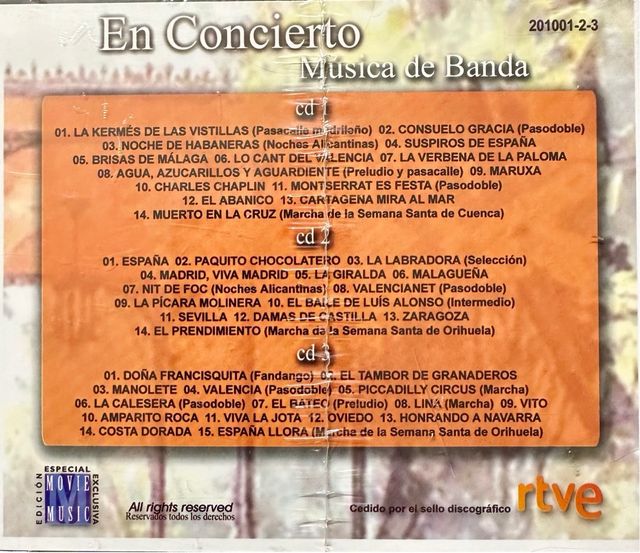 En Concierto
201001-2-3
Música de Banda
cd 1
01. LA KERMÉS DE LAS VISTILLAS (Pasacalle madrileño) 02. CONSUELO GRACIA (Pasodoble)
03. NOCHE DE HABANERAS (Noches Alicantinas) 04. SUSPIROS DE ESPAÑA
05. BRISAS DE MÁLAGA 06. LO CANT DEL VALENCIA 07. LA VERBENA DE LA PALOMA
08. AGUA, AZUCARILLOS Y AGUARDIENTE (Preludio y pasacalle) 09. MARUXA
10. CHARLES CHAPLIN 11. MONTSERRAT ES FESTA (Pasodoble)
12. EL ABANICO 13. CARTAGENA MIRA AL MAR
14. MUERTO EN LA CRUZ (Marcha de la Semana Santa de Cuenca)
cd 2
01. ESPAÑA 02. PAQUITO CHOCOLATERO 03. LA LABRADORA (Selección)
04. MADRID, VIVA MADRID 05. LA GIRALDA 06. MALAGUEÑA
07. NIT DE FOC (Noches Alicantinas) 08. VALENCIANET (Pasodoble)
09. LA PÍCARA MOLINERA 10. EL BAILE DE LUÍS ALONSO (Intermedio)
11. SEVILLA 12. DAMAS DE CASTILLA 13. ZARAGOZA
14. EL PRENDIMIENTO (Marcha de la Semana Santa de Orihuela)
cd 3
01. DOÑA FRANCISQUITA (Fandango) 02. EL TAMBOR DE GRANADEROS
03. MANOLETE 04. VALENCIA (Pasodoble) 05. PICCADILLY CIRCUS (Marcha)
06. LA CALESERA (Pasodoble) 07. EL BATEO (Preludio) 08. LINA (Marcha) 09. VITO
10. AMPARITO ROCA 11. VIVA LA JOTA 12. OVIEDO 13. HONRANDO A NAVARRA
14. COSTA DORADA 15. ESPAÑA LLORA (Marcha de la Semana Santa de Orihuela)
EDICIÓN ESPECIAL EXCLUSIVA
MOVIE
MUSIC
All rights reserved
Reservados todos los derechos
Cedido por el sello discográfico
rtve